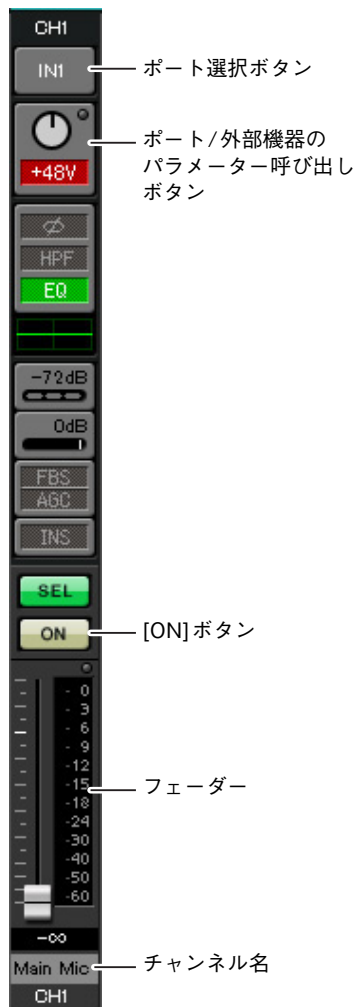 CH1
IN1
ポート選択ボタン
ポート/外部機器の
パラメーター呼び出し
ボタン
+48V
Ø
HPF
EQ
-72dB
0dB
FBS
AGC
INS
SEL
ON
[ON]ボタン
- 0
- 3
- 6
- 9
-12
-15
-18
-24
-30
-40
-50
-60
フェーダー
-∞
Main Mic
チャンネル名
CH1